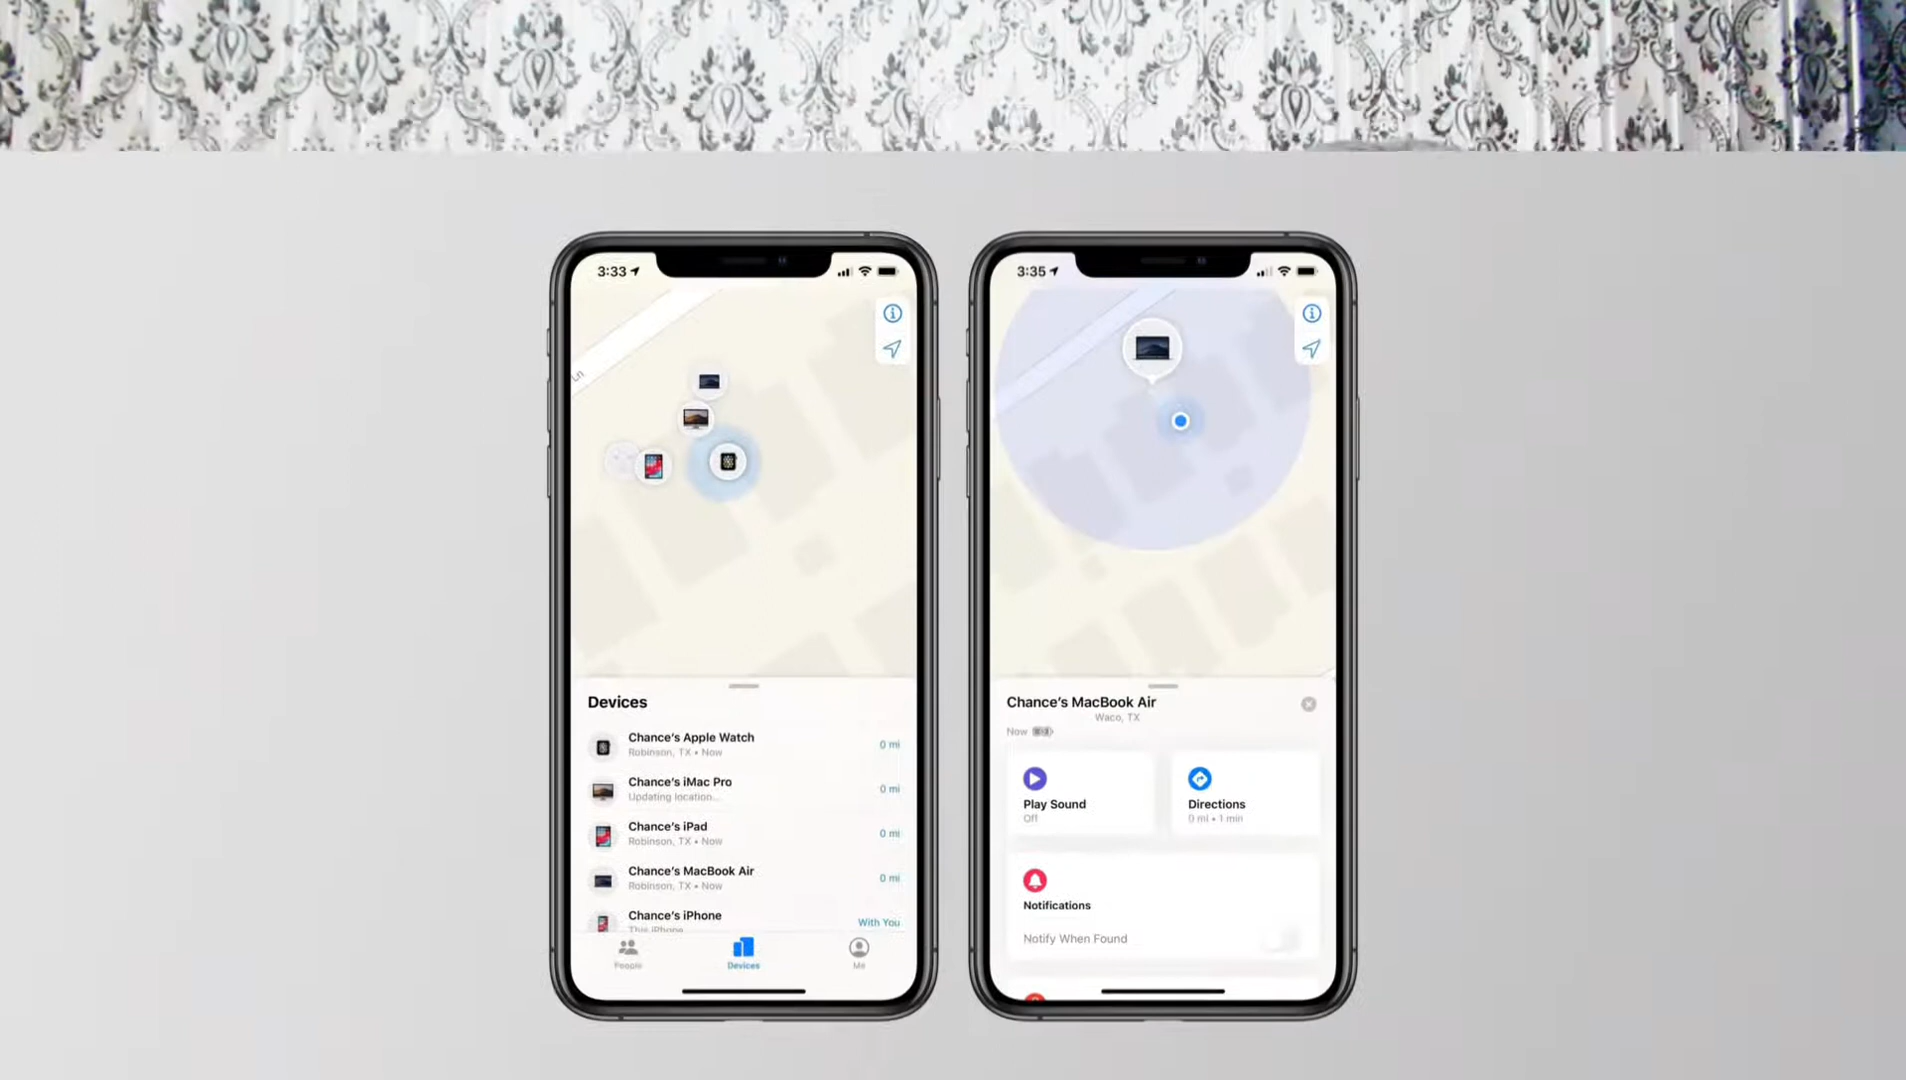 3:33
Ln
Devices
Chance's Apple Watch
Robinson, TX • Now
0 mi
Chance's iMac Pro
Updating location...
0 mi
Chance's iPad
Robinson, TX • Now
0 mi
Chance's MacBook Air
Robinson, TX • Now
0 mi
Chance's iPhone
This iPhone
With You
People
Devices
Me
3:35
Chance's MacBook Air
Waco, TX
Now
Play Sound
Off
Directions
0 mi • 1 min
Notifications
Notify When Found